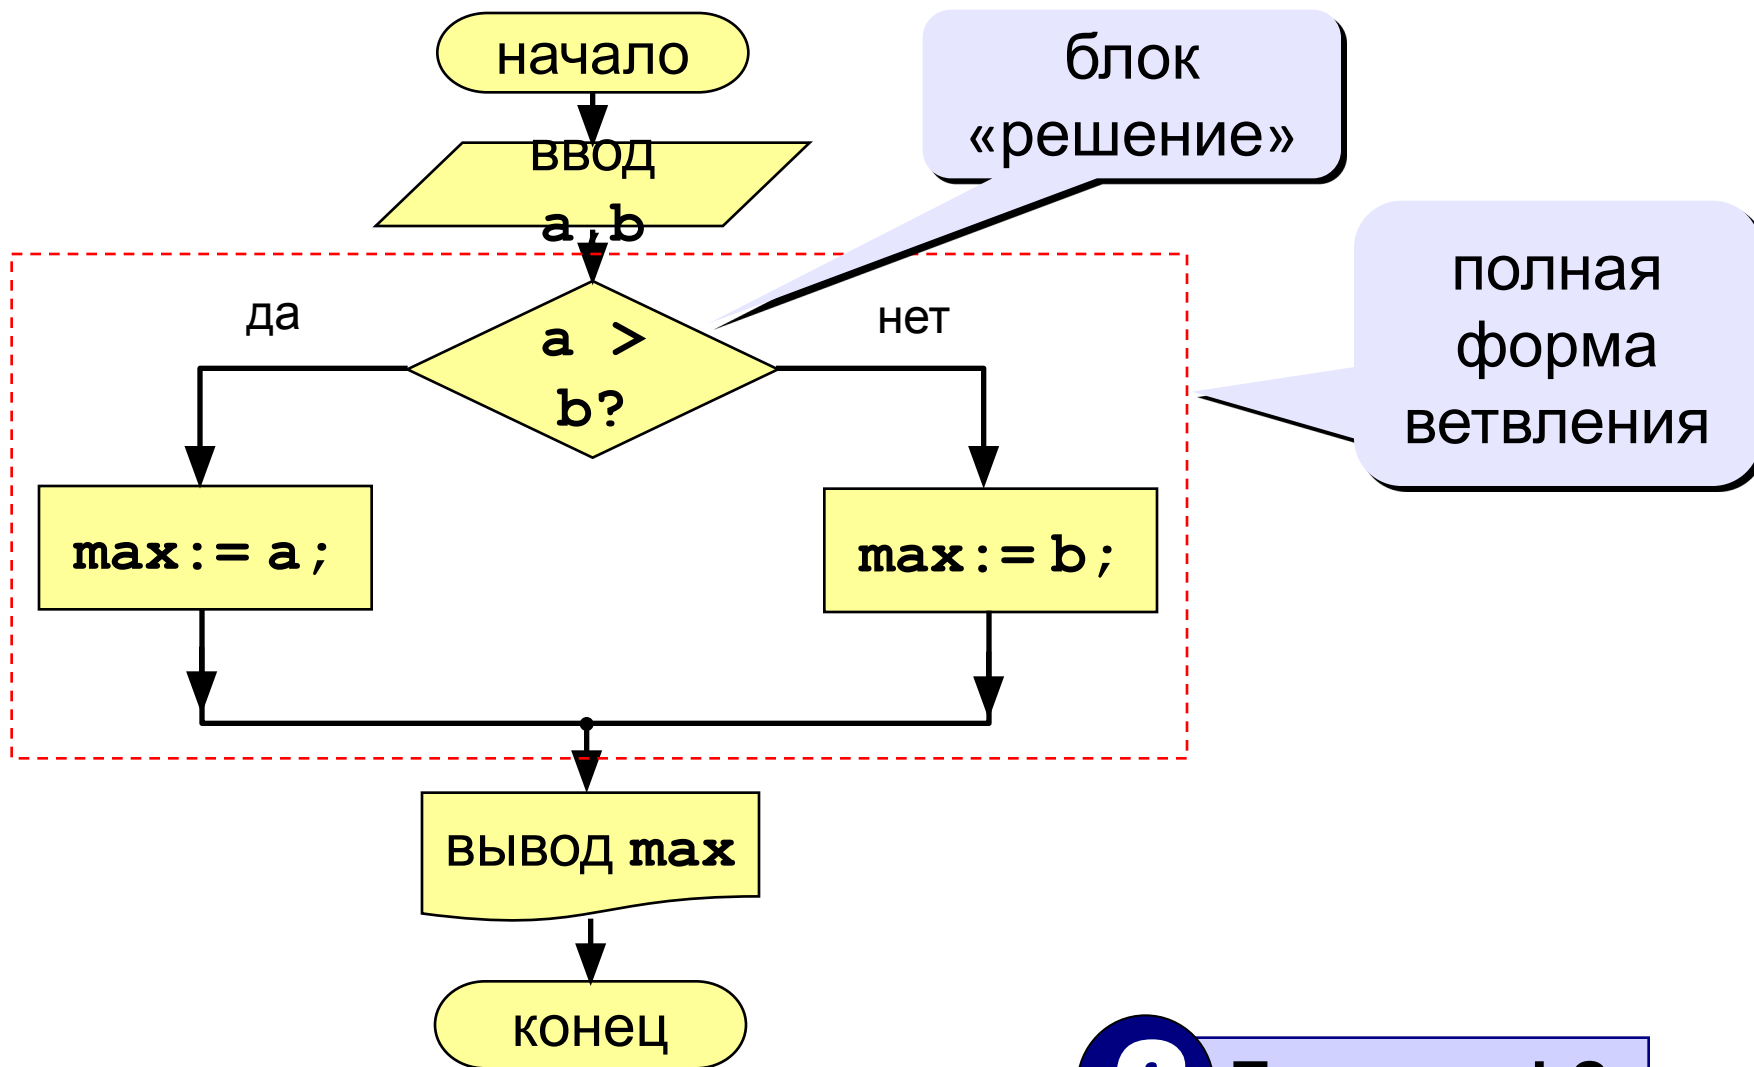 начало
блок
«решение»
ввод
a,b
полная
форма
ветвления
да
нет
a >
b?
max:= a;
max:= b;
вывод max
конец